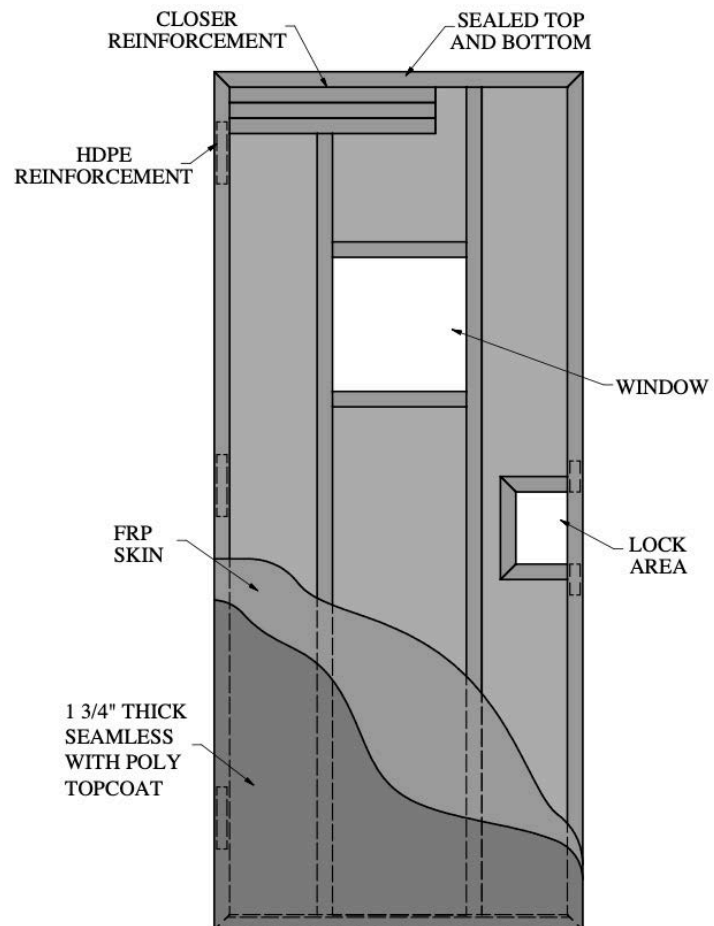 CLOSER
REINFORCEMENT
SEALED TOP
AND BOTTOM
HDPE
REINFORCEMENT
WINDOW
FRP
SKIN
LOCK
AREA
1 3/4" THICK
SEAMLESS
WITH POLY
TOPCOAT